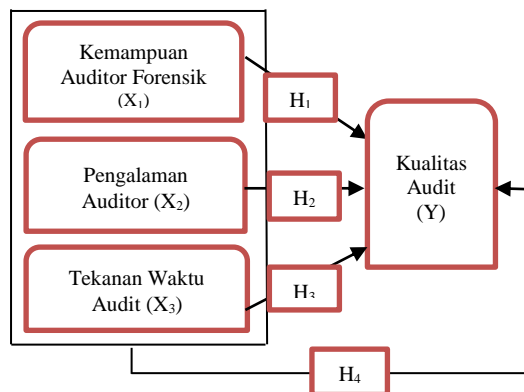 Kemampuan
Auditor Forensik
(X₁)
H₁
Pengalaman
Auditor (X₂)
H₂
Kualitas
Audit
(Y)
Tekanan Waktu
Audit (X₃)
H₃
H₄